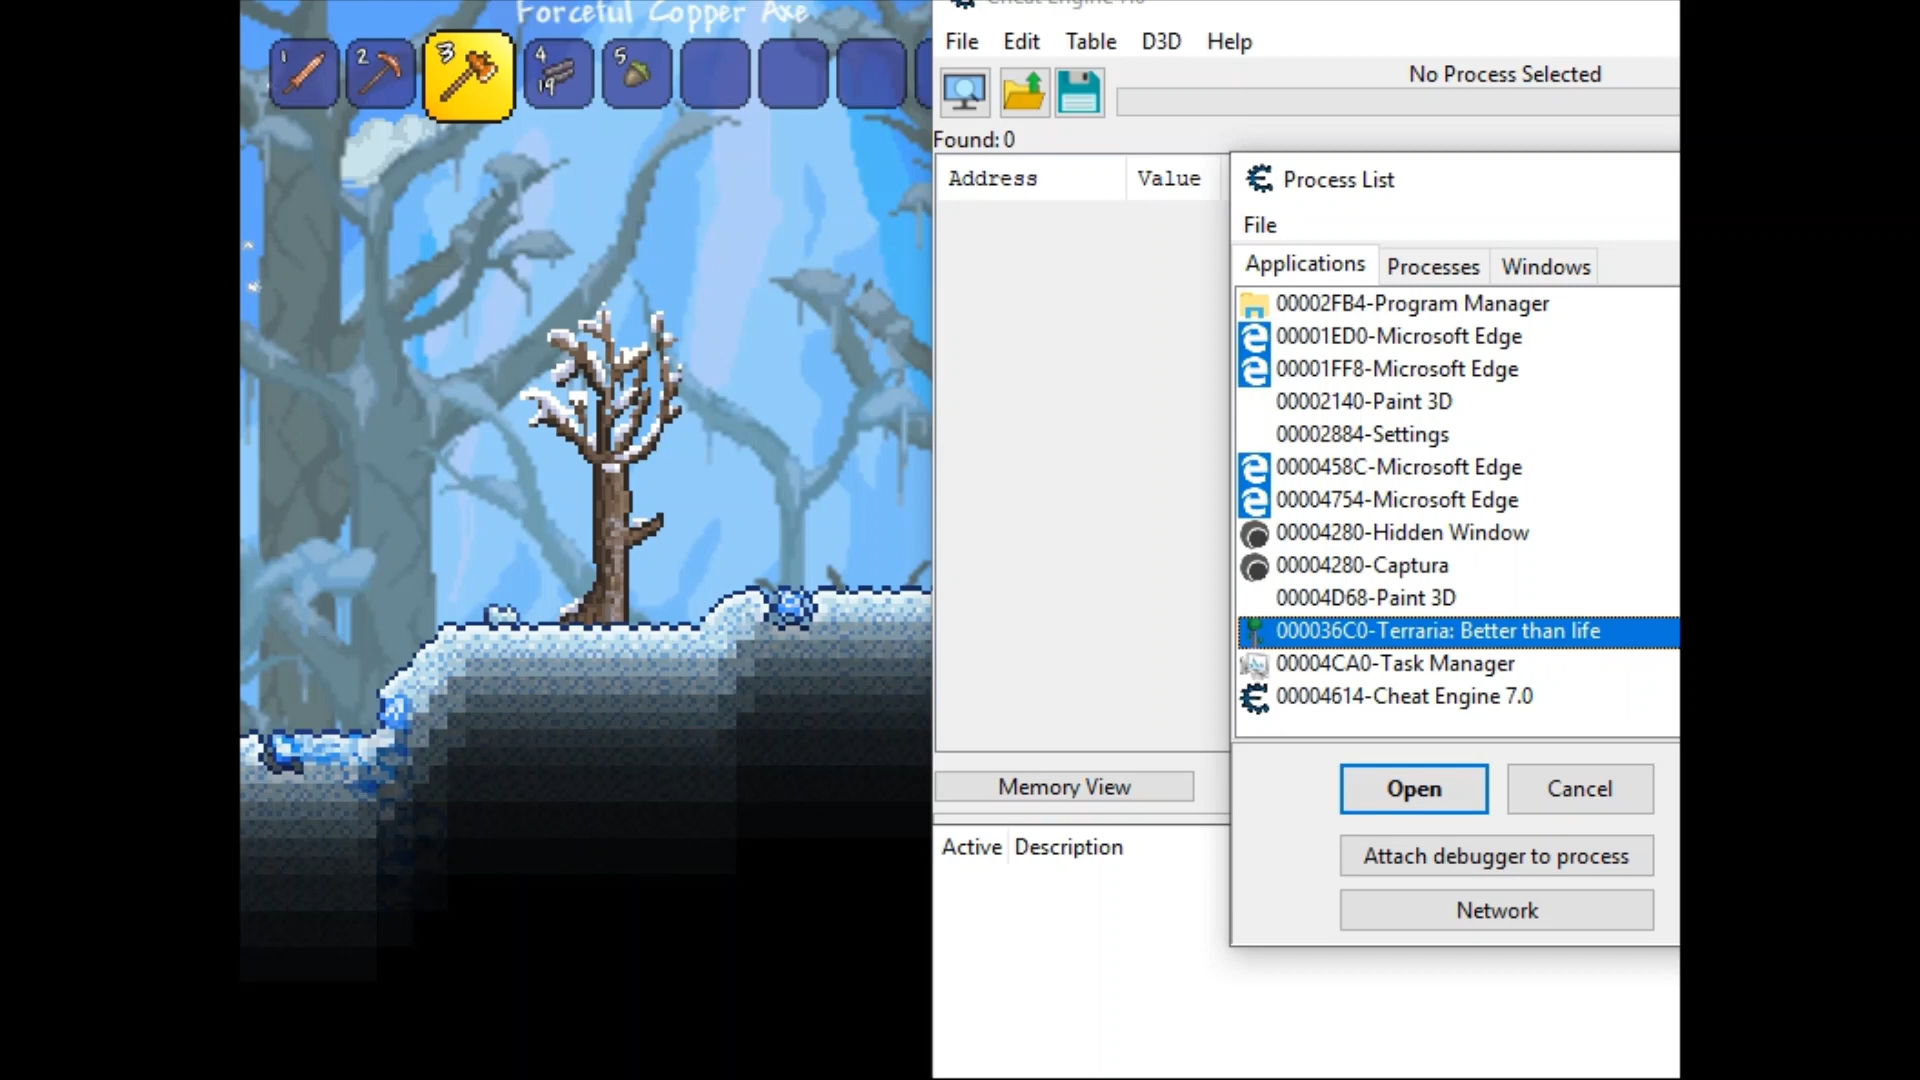 Forceful Copper Axe
1
2
3
4
19
5
Cheat Engine 7.0
File Edit Table D3D Help
No Process Selected
Found: 0
Address Value
Process List
File
Applications Processes Windows
00002FB4-Program Manager
00001ED0-Microsoft Edge
00001FF8-Microsoft Edge
00002140-Paint 3D
00002884-Settings
0000458C-Microsoft Edge
00004754-Microsoft Edge
00004280-Hidden Window
00004280-Captura
00004D68-Paint 3D
000036C0-Terraria: Better than life
00004CA0-Task Manager
00004614-Cheat Engine 7.0
Open Cancel
Memory View
Active Description
Attach debugger to process
Network